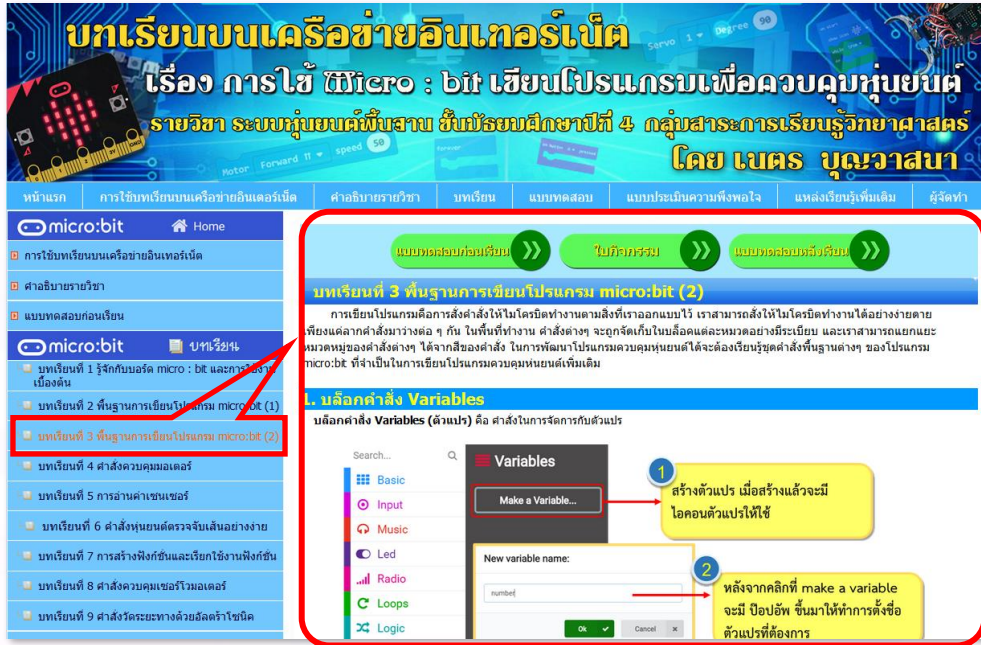 บทเรียนบนเครือข่ายอินเทอร์เน็ต
เรื่อง การใช้ Micro : bit เขียนโปรแกรมเพื่อควบคุมหุ่นยนต์
รายวิชา ระบบหุ่นยนต์พื้นฐาน ชั้นมัธยมศึกษาปีที่ 4 กลุ่มสาระการเรียนรู้วิทยาศาสตร์
โดย เนตร บุญวาสนา
Servo 1 Degree 90
Motor Forward 11 speed 50
หน้าแรก การใช้บทเรียนบนเครือข่ายอินเตอร์เน็ต คำอธิบายรายวิชา บทเรียน แบบทดสอบ แบบประเมินความพึงพอใจ แหล่งเรียนรู้เพิ่มเติม ผู้จัดทำ
micro:bit Home
การใช้บทเรียนบนเครือข่ายอินเทอร์เน็ต
คำอธิบายรายวิชา
แบบทดสอบก่อนเรียน
micro:bit บทเรียน
บทเรียนที่ 1 รู้จักกับบอร์ด micro : bit และการใช้งาน
เบื้องต้น
บทเรียนที่ 2 พื้นฐานการเขียนโปรแกรม micro:bit (1)
บทเรียนที่ 3 พื้นฐานการเขียนโปรแกรม micro:bit (2)
บทเรียนที่ 4 คำสั่งควบคุมมอเตอร์
บทเรียนที่ 5 การอ่านค่าเซนเซอร์
บทเรียนที่ 6 คำสั่งหุ่นยนต์ตรวจจับเส้นอย่างง่าย
บทเรียนที่ 7 การสร้างฟังก์ชั่นและเรียกใช้งานฟังก์ชั่น
บทเรียนที่ 8 คำสั่งควบคุมเซอร์โวมอเตอร์
บทเรียนที่ 9 คำสั่งวัดระยะทางด้วยอัลตร้าโซนิค
แบบทดสอบก่อนเรียน ใบกิจกรรม แบบทดสอบหลังเรียน
บทเรียนที่ 3 พื้นฐานการเขียนโปรแกรม micro:bit (2)
การเขียนโปรแกรมคือการสั่งคำสั่งให้ไมโครบิตทำงานตามสิ่งที่เราออกแบบไว้ เราสามารถสั่งให้ไมโครบิตทำงานได้อย่างง่ายดาย
เพียงแค่ลากคำสั่งมาวางต่อ ๆ กัน ในพื้นที่ทำงาน คำสั่งต่างๆ จะถูกจัดเก็บในบล็อคแต่ละหมวดอย่างมีระเบียบ และเราสามารถแยกแยะ
หมวดหมู่ของคำสั่งต่างๆ ได้จากสีของคำสั่ง ในการพัฒนาโปรแกรมควบคุมหุ่นยนต์ได้จะต้องเรียนรู้ชุดคำสั่งพื้นฐานต่างๆ ของโปรแกรม
micro:bit ที่จำเป็นในการเขียนโปรแกรมควบคุมหุ่นยนต์เพิ่มเติม
1. บล็อกคำสั่ง Variables
บล็อกคำสั่ง Variables (ตัวแปร) คือ คำสั่งในการจัดการกับตัวแปร
Search...
Basic
Input
Music
Led
Radio
Loops
Logic
Variables
Make a Variable...
New variable name:
number
Ok Cancel
1
สร้างตัวแปร เมื่อสร้างแล้วจะมี
ไอคอนตัวแปรให้ใช้
2
หลังจากคลิกที่ make a variable
จะมี ป๊อปอัพ ขึ้นมาให้ทำการตั้งชื่อ
ตัวแปรที่ต้องการ